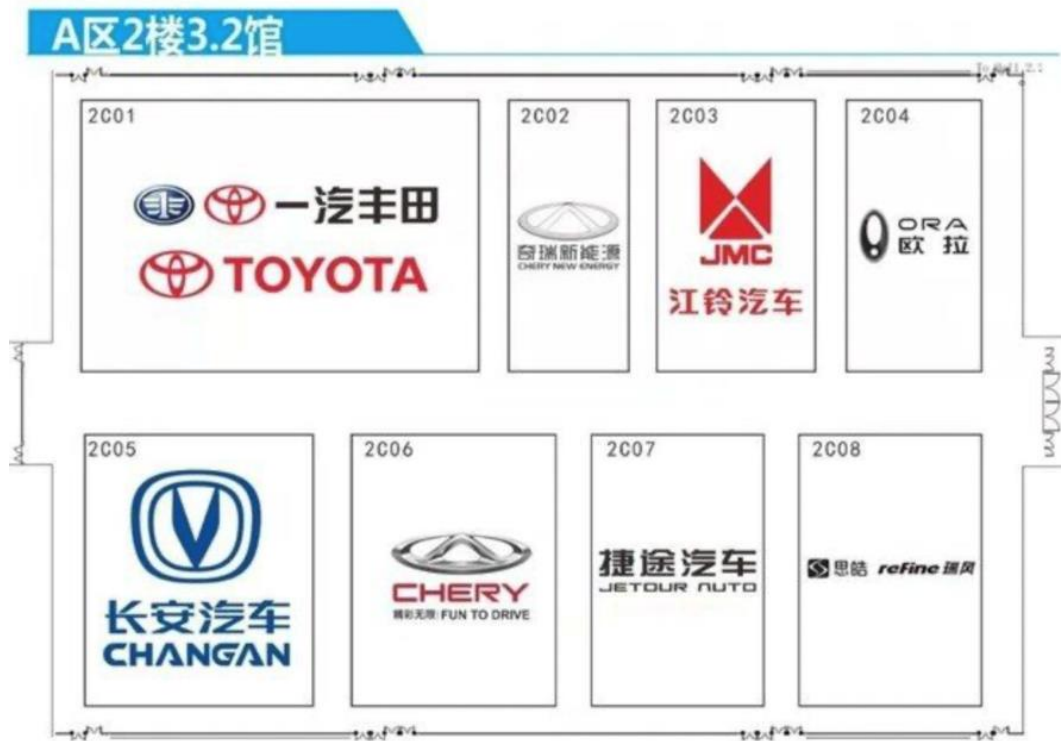 A区2楼3.2馆
2C01
一汽丰田
TOYOTA
2C02
奇瑞新能源
CHERY NEW ENERGY
2C03
JMC
江铃汽车
2C04
ORA
欧拉
2C05
长安汽车
CHANGAN
2C06
CHERY
精彩无限 FUN TO DRIVE
2C07
捷途汽车
JETOUR AUTO
2C08
思皓 reFine 瑞风